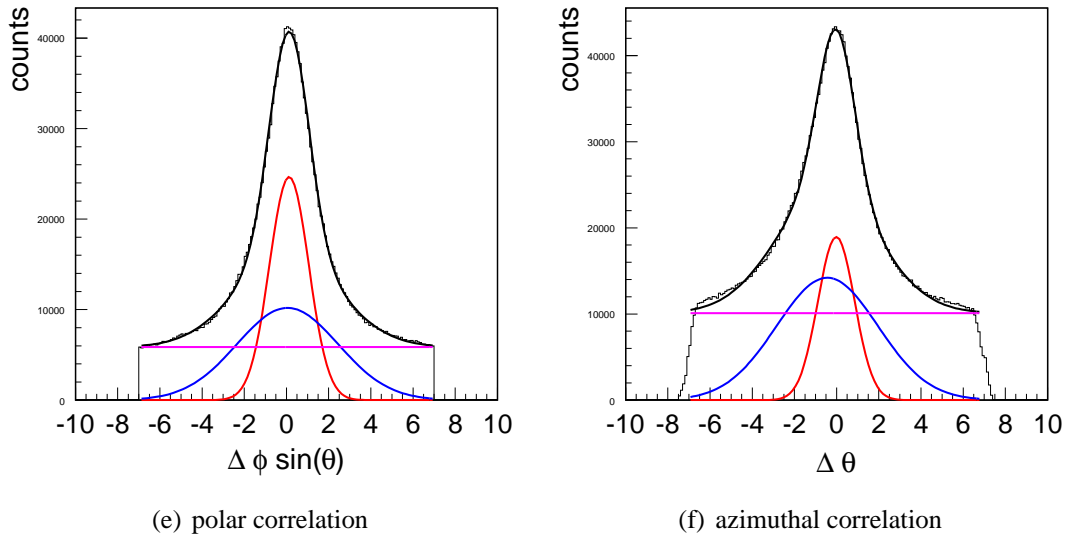 counts
40000
30000
20000
10000
0
-10 -8 -6 -4 -2 0 2 4 6 8 10
Δ ϕ sin(θ)
(e) polar correlation
counts
40000
30000
20000
10000
0
-10 -8 -6 -4 -2 0 2 4 6 8 10
Δ θ
(f) azimuthal correlation